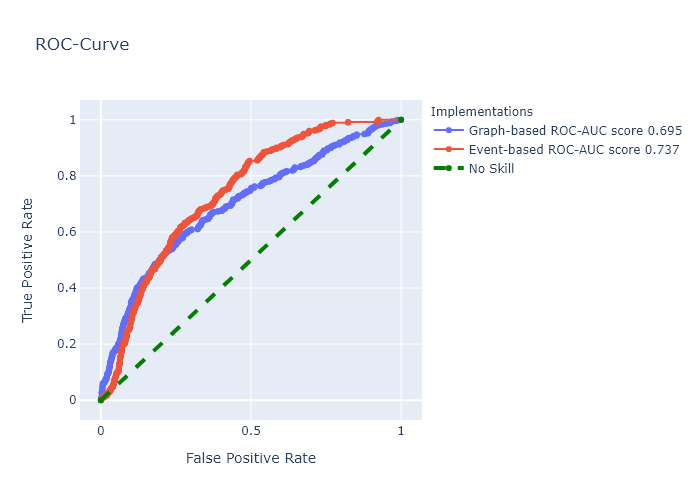 ROC-Curve
Implementations
Graph-based ROC-AUC score 0.695
Event-based ROC-AUC score 0.737
No Skill
True Positive Rate
1
0.8
0.6
0.4
0.2
0
0
0.5
1
False Positive Rate